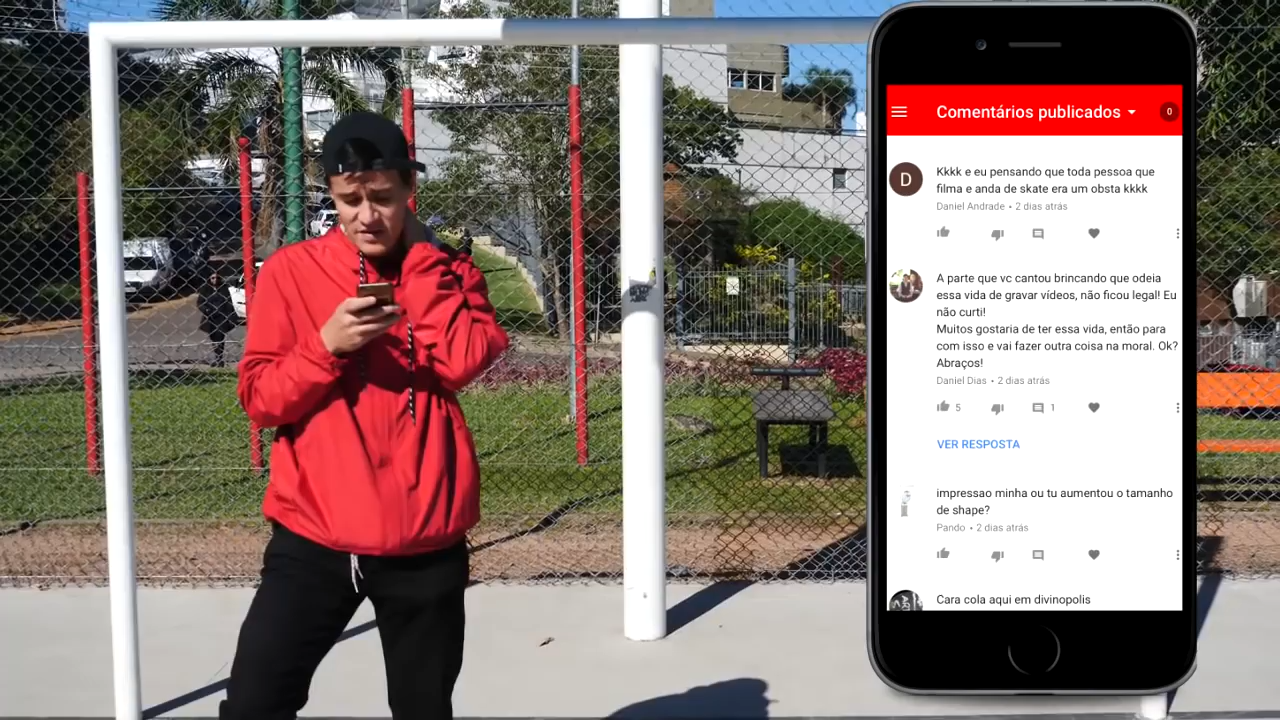 Comentários publicados
0
D
Kkkk e eu pensando que toda pessoa que
filma e anda de skate era um obsta kkkk
Daniel Andrade • 2 dias atrás
A parte que vc cantou brincando que odeia
essa vida de gravar vídeos, não ficou legal! Eu
não curti!
Muitos gostaria de ter essa vida, então para
com isso e vai fazer outra coisa na moral. Ok?
Abraços!
Daniel Dias • 2 dias atrás
5
1
VER RESPOSTA
impressao minha ou tu aumentou o tamanho
de shape?
Pando • 2 dias atrás
Cara cola aqui em divinopolis